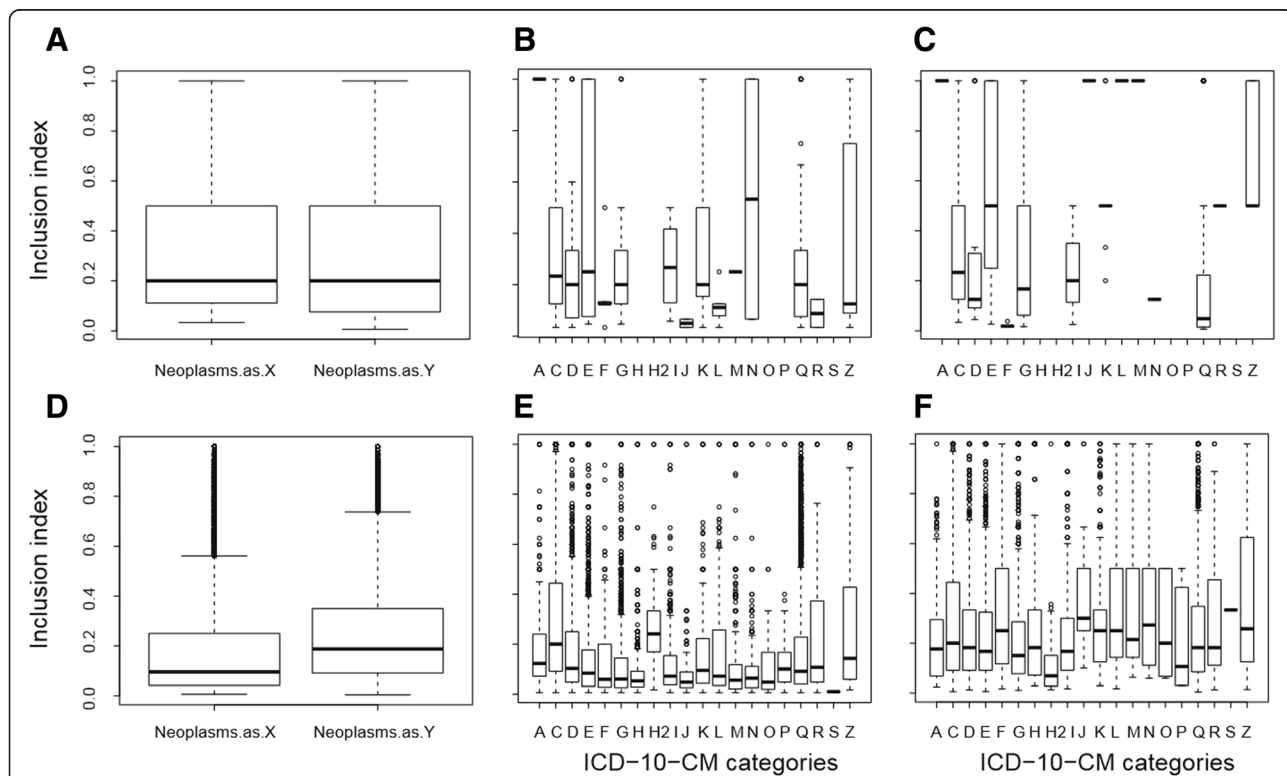 A
B
C
Inclusion index
1.0
0.8
0.6
0.4
0.2
0.0
Neoplasms.as.X Neoplasms.as.Y
A C D E F G H H2 I J K L M N O P Q R S Z
A C D E F G H H2 I J K L M N O P Q R S Z
D
E
F
Inclusion index
1.0
0.8
0.6
0.4
0.2
0.0
Neoplasms.as.X Neoplasms.as.Y
A C D E F G H H2 I J K L M N O P Q R S Z
A C D E F G H H2 I J K L M N O P Q R S Z
ICD-10-CM categories
ICD-10-CM categories